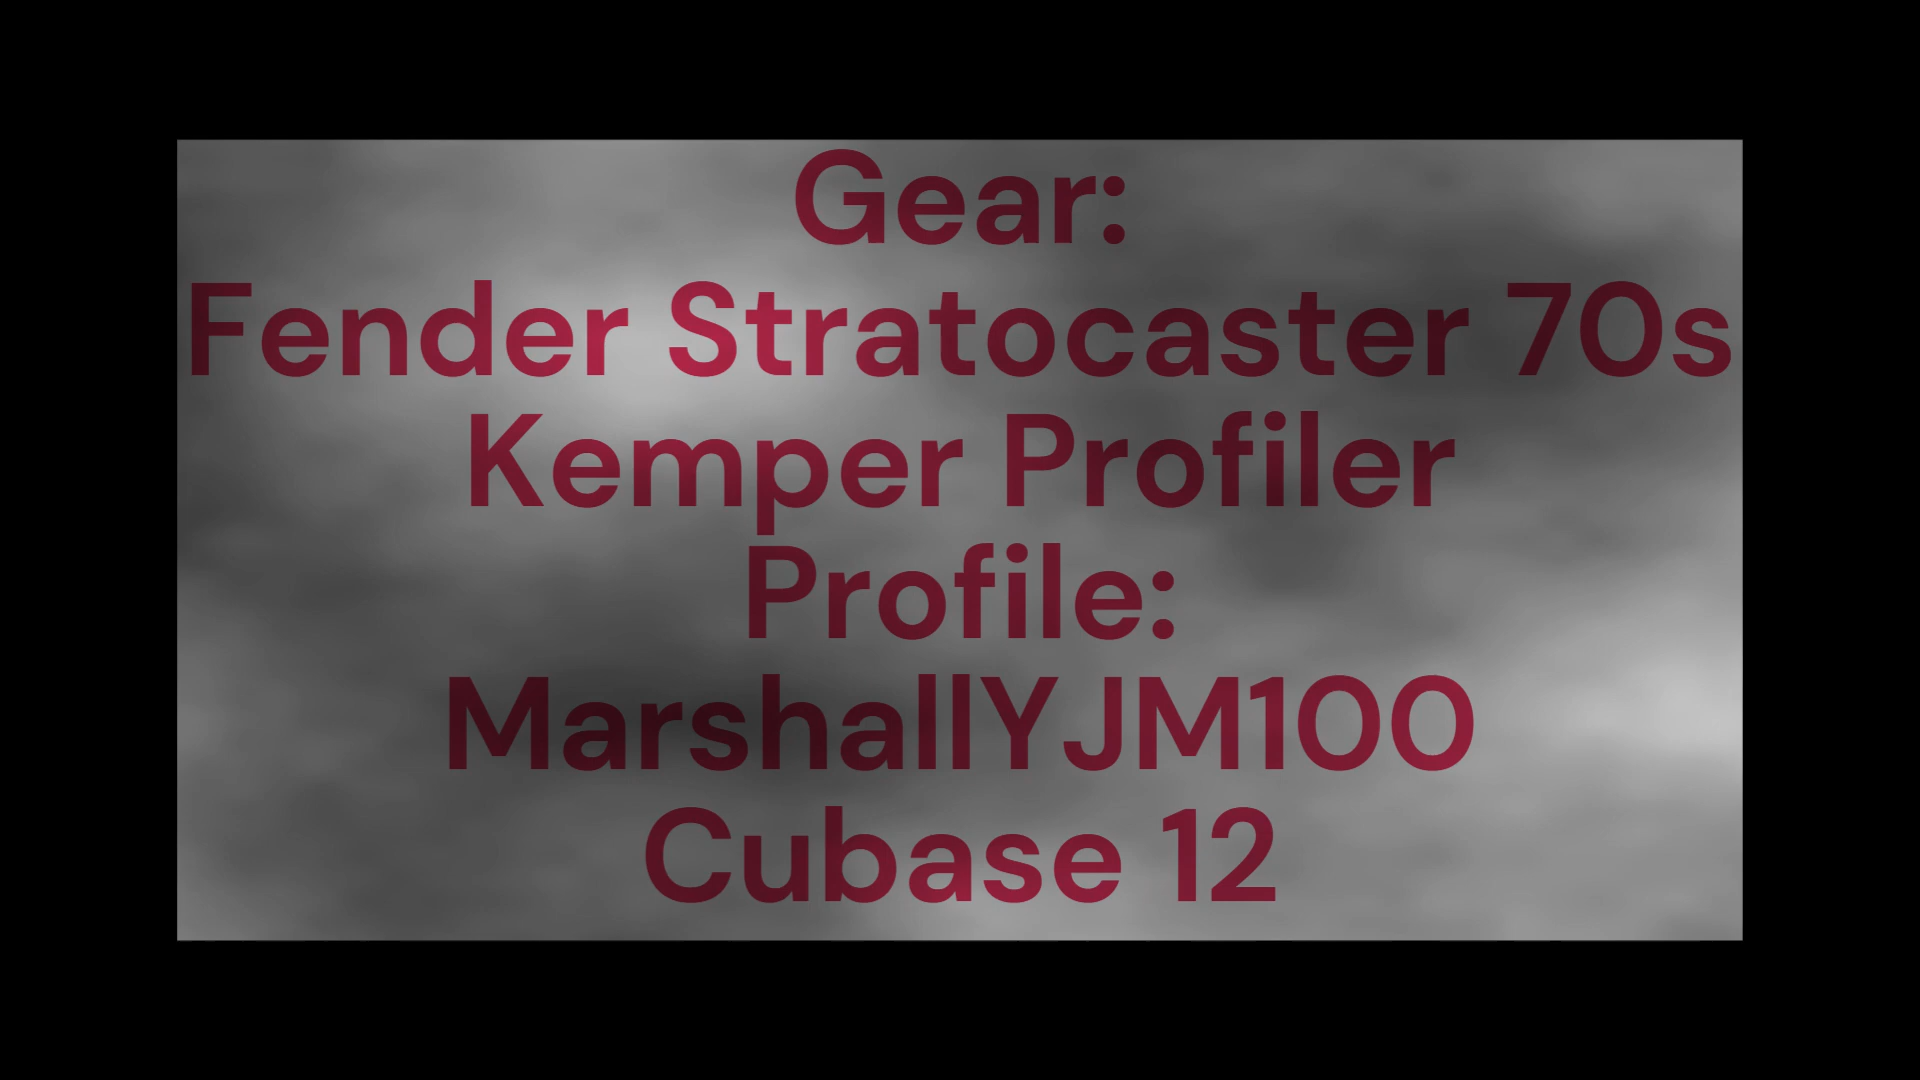 Gear:
Fender Stratocaster 70s
Kemper Profiler
Profile:
MarshallYJM100
Cubase 12